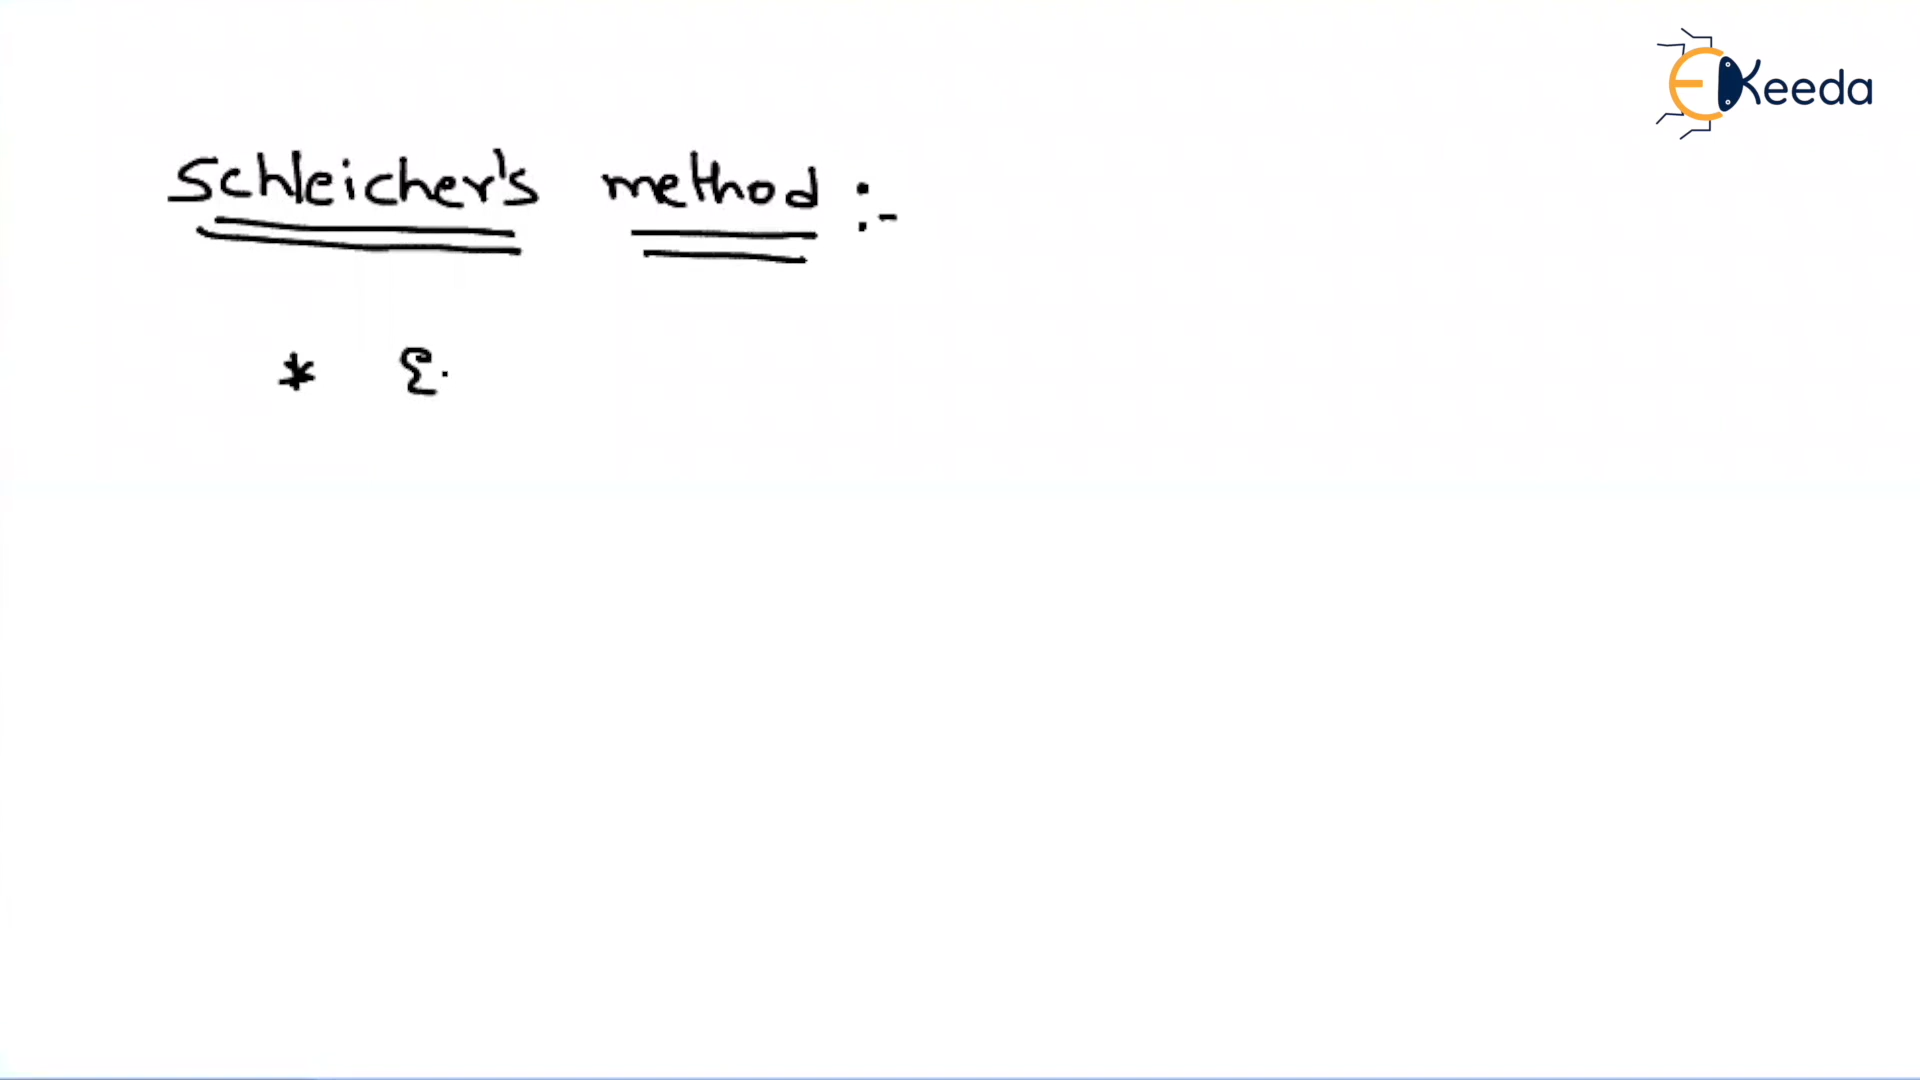 EKeeda
Schleicher's method :-
* Σ.